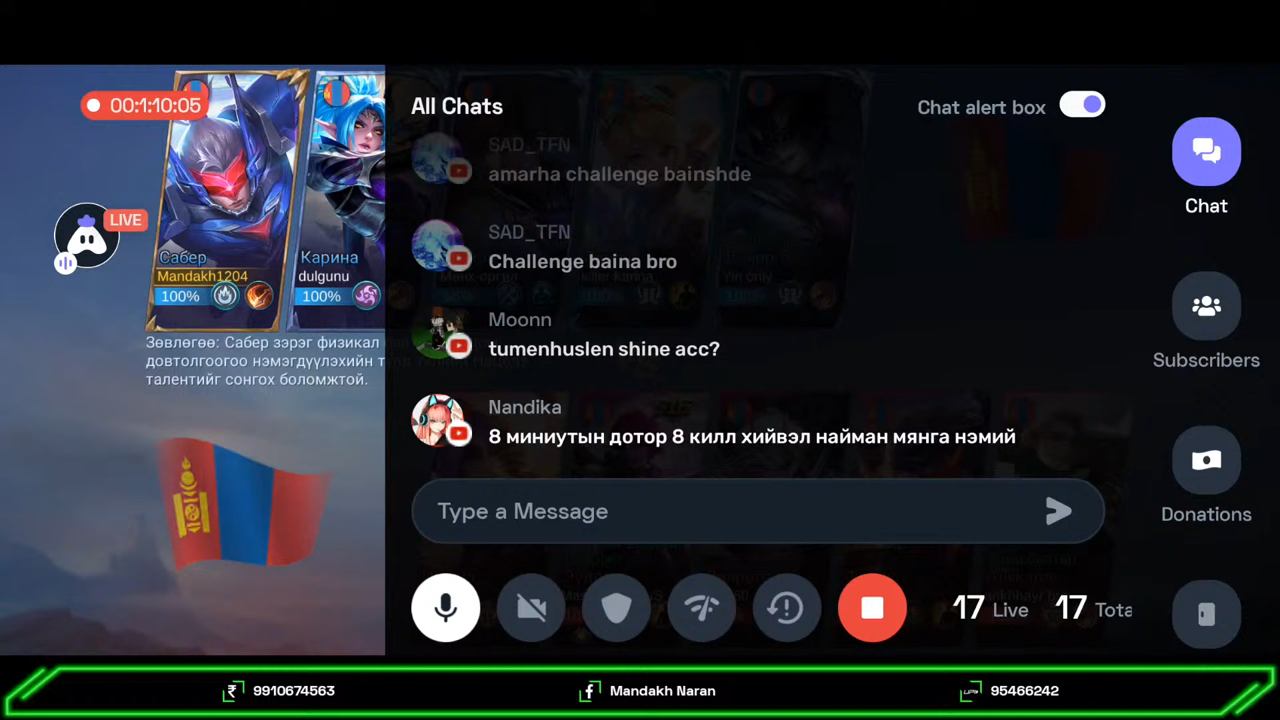 00:1:10:05
All Chats
Chat alert box
SAD_TFN
amarha challenge bainshde
Chat
LIVE
SAD_TFN
Challenge baina bro
Сабер
Карина
Mandakh1204
dulgunu
100%
100%
Moonn
tumenhuslen shine acc?
Subscribers
Зөвлөгөө: Сабер зэрэг физикал
довтолгоогоо нэмэгдүүлэхийн т
талентийг сонгох боломжтой.
Nandika
8 миниутын дотор 8 килл хийвэл найман мянга нэмий
Type a Message
Donations
17 Live
17 Tota
9910674563
Mandakh Naran
95466242